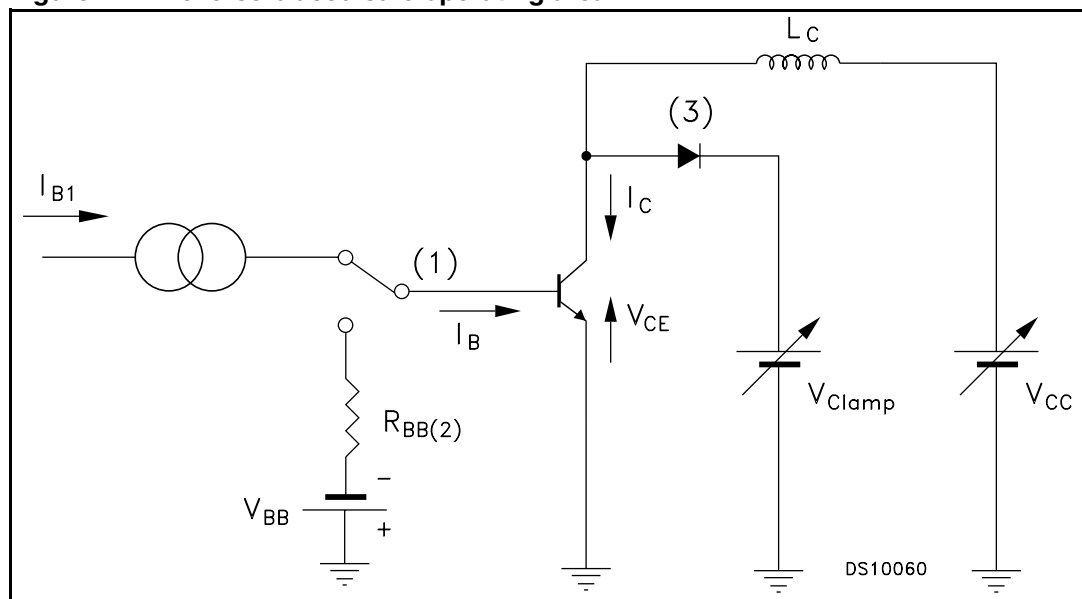 L_C
(3)
I_B1
I_C
(1)
I_B
V_CE
V_Clamp
V_CC
R_BB(2)
V_BB
-
+
DS10060